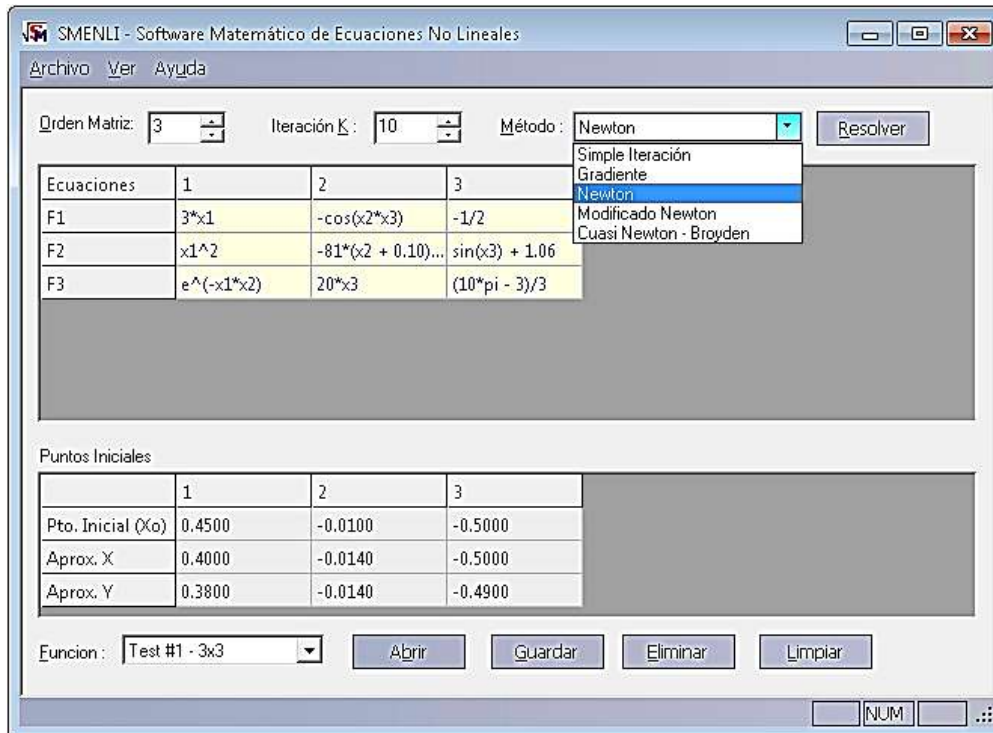 SMENLI - Software Matemático de Ecuaciones No Lineales
Archivo Ver Ayuda
Orden Matriz: 3 Iteración K : 10 Método : Newton Resolver
Simple Iteración
Gradiente
Newton
Modificado Newton
Cuasi Newton - Broyden
Ecuaciones 1 2 3
F1 3*x1 -cos(x2*x3) -1/2
F2 x1^2 -81*(x2 + 0.10)... sin(x3) + 1.06
F3 e^(-x1*x2) 20*x3 (10*pi - 3)/3
Puntos Iniciales
1 2 3
Pto. Inicial (Xo) 0.4500 -0.0100 -0.5000
Aprox. X 0.4000 -0.0140 -0.5000
Aprox. Y 0.3800 -0.0140 -0.4900
Funcion : Test #1 - 3x3 Abrir Guardar Eliminar Limpiar
NUM